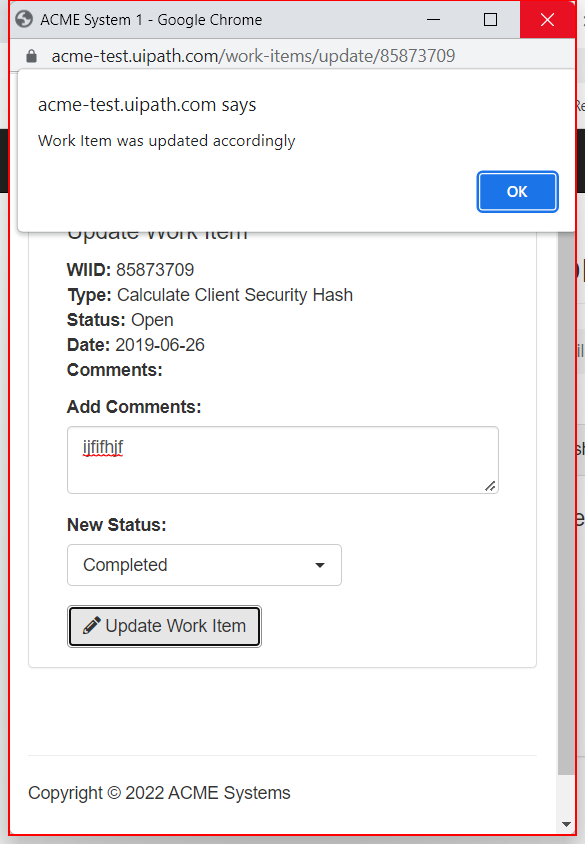 ACME System 1 - Google Chrome
acme-test.uipath.com/work-items/update/85873709
acme-test.uipath.com says
Work Item was updated accordingly
OK
Update Work Item
WIID: 85873709
Type: Calculate Client Security Hash
Status: Open
Date: 2019-06-26
Comments:
Add Comments:
ijfifhjf
New Status:
Completed
Update Work Item
Copyright © 2022 ACME Systems